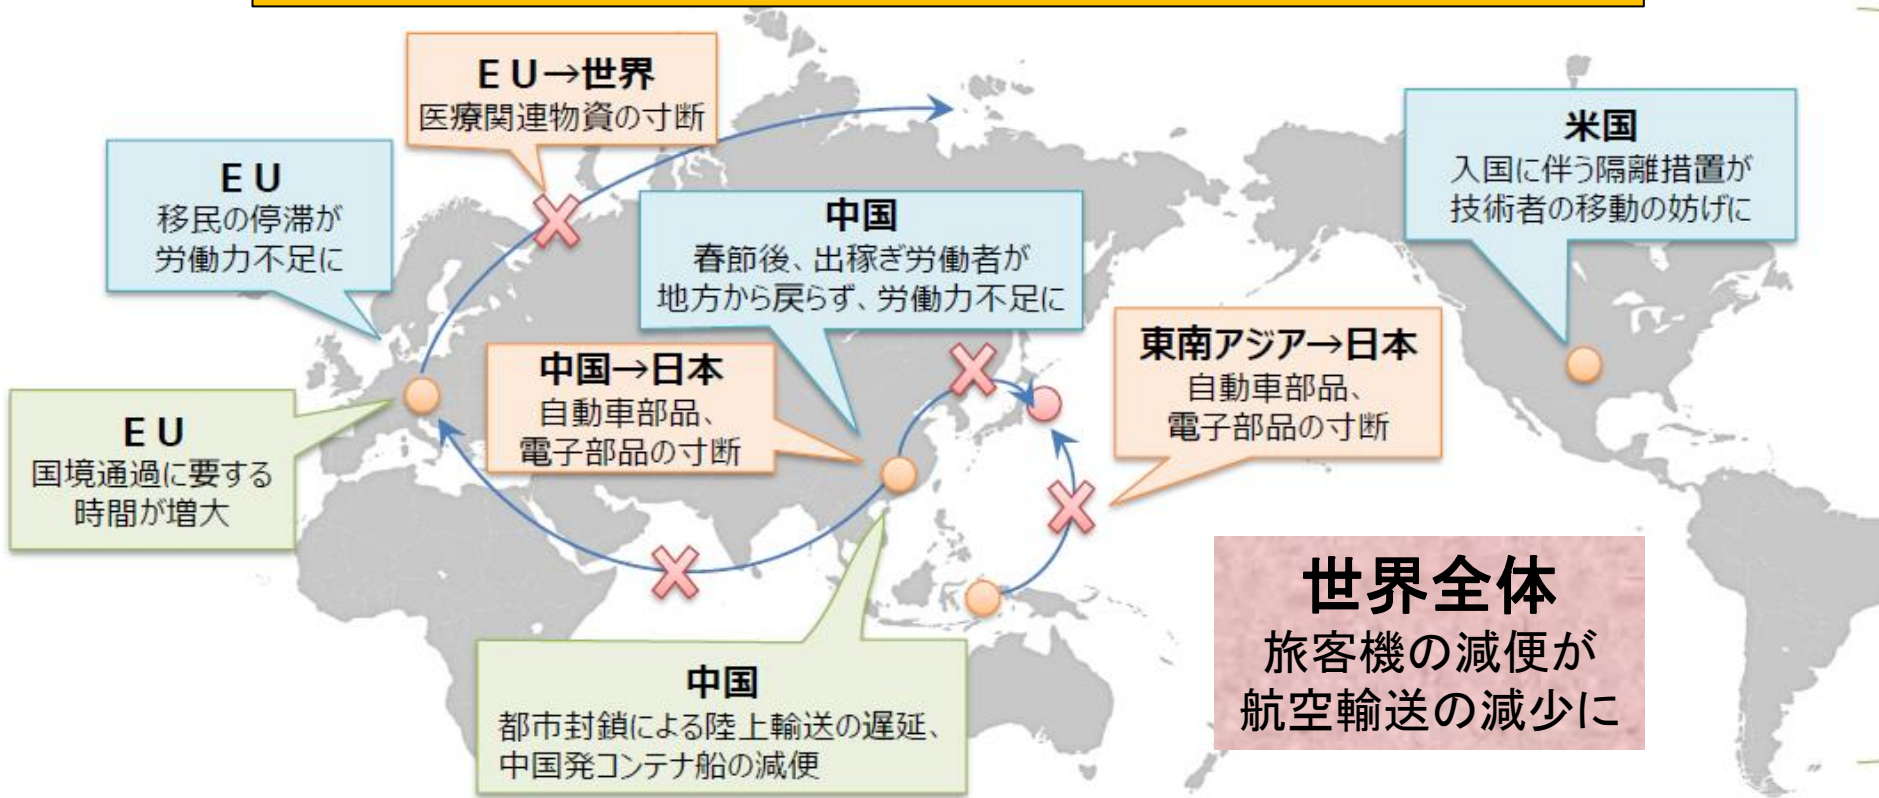 ＥＵ→世界
医療関連物資の寸断
米国
入国に伴う隔離措置が
技術者の移動の妨げに
ＥＵ
移民の停滞が
労働力不足に
中国
春節後、出稼ぎ労働者が
地方から戻らず、労働力不足に
東南アジア→日本
自動車部品、
電子部品の寸断
中国→日本
自動車部品、
電子部品の寸断
ＥＵ
国境通過に要する
時間が増大
世界全体
旅客機の減便が
航空輸送の減少に
中国
都市封鎖による陸上輸送の遅延、
中国発コンテナ船の減便